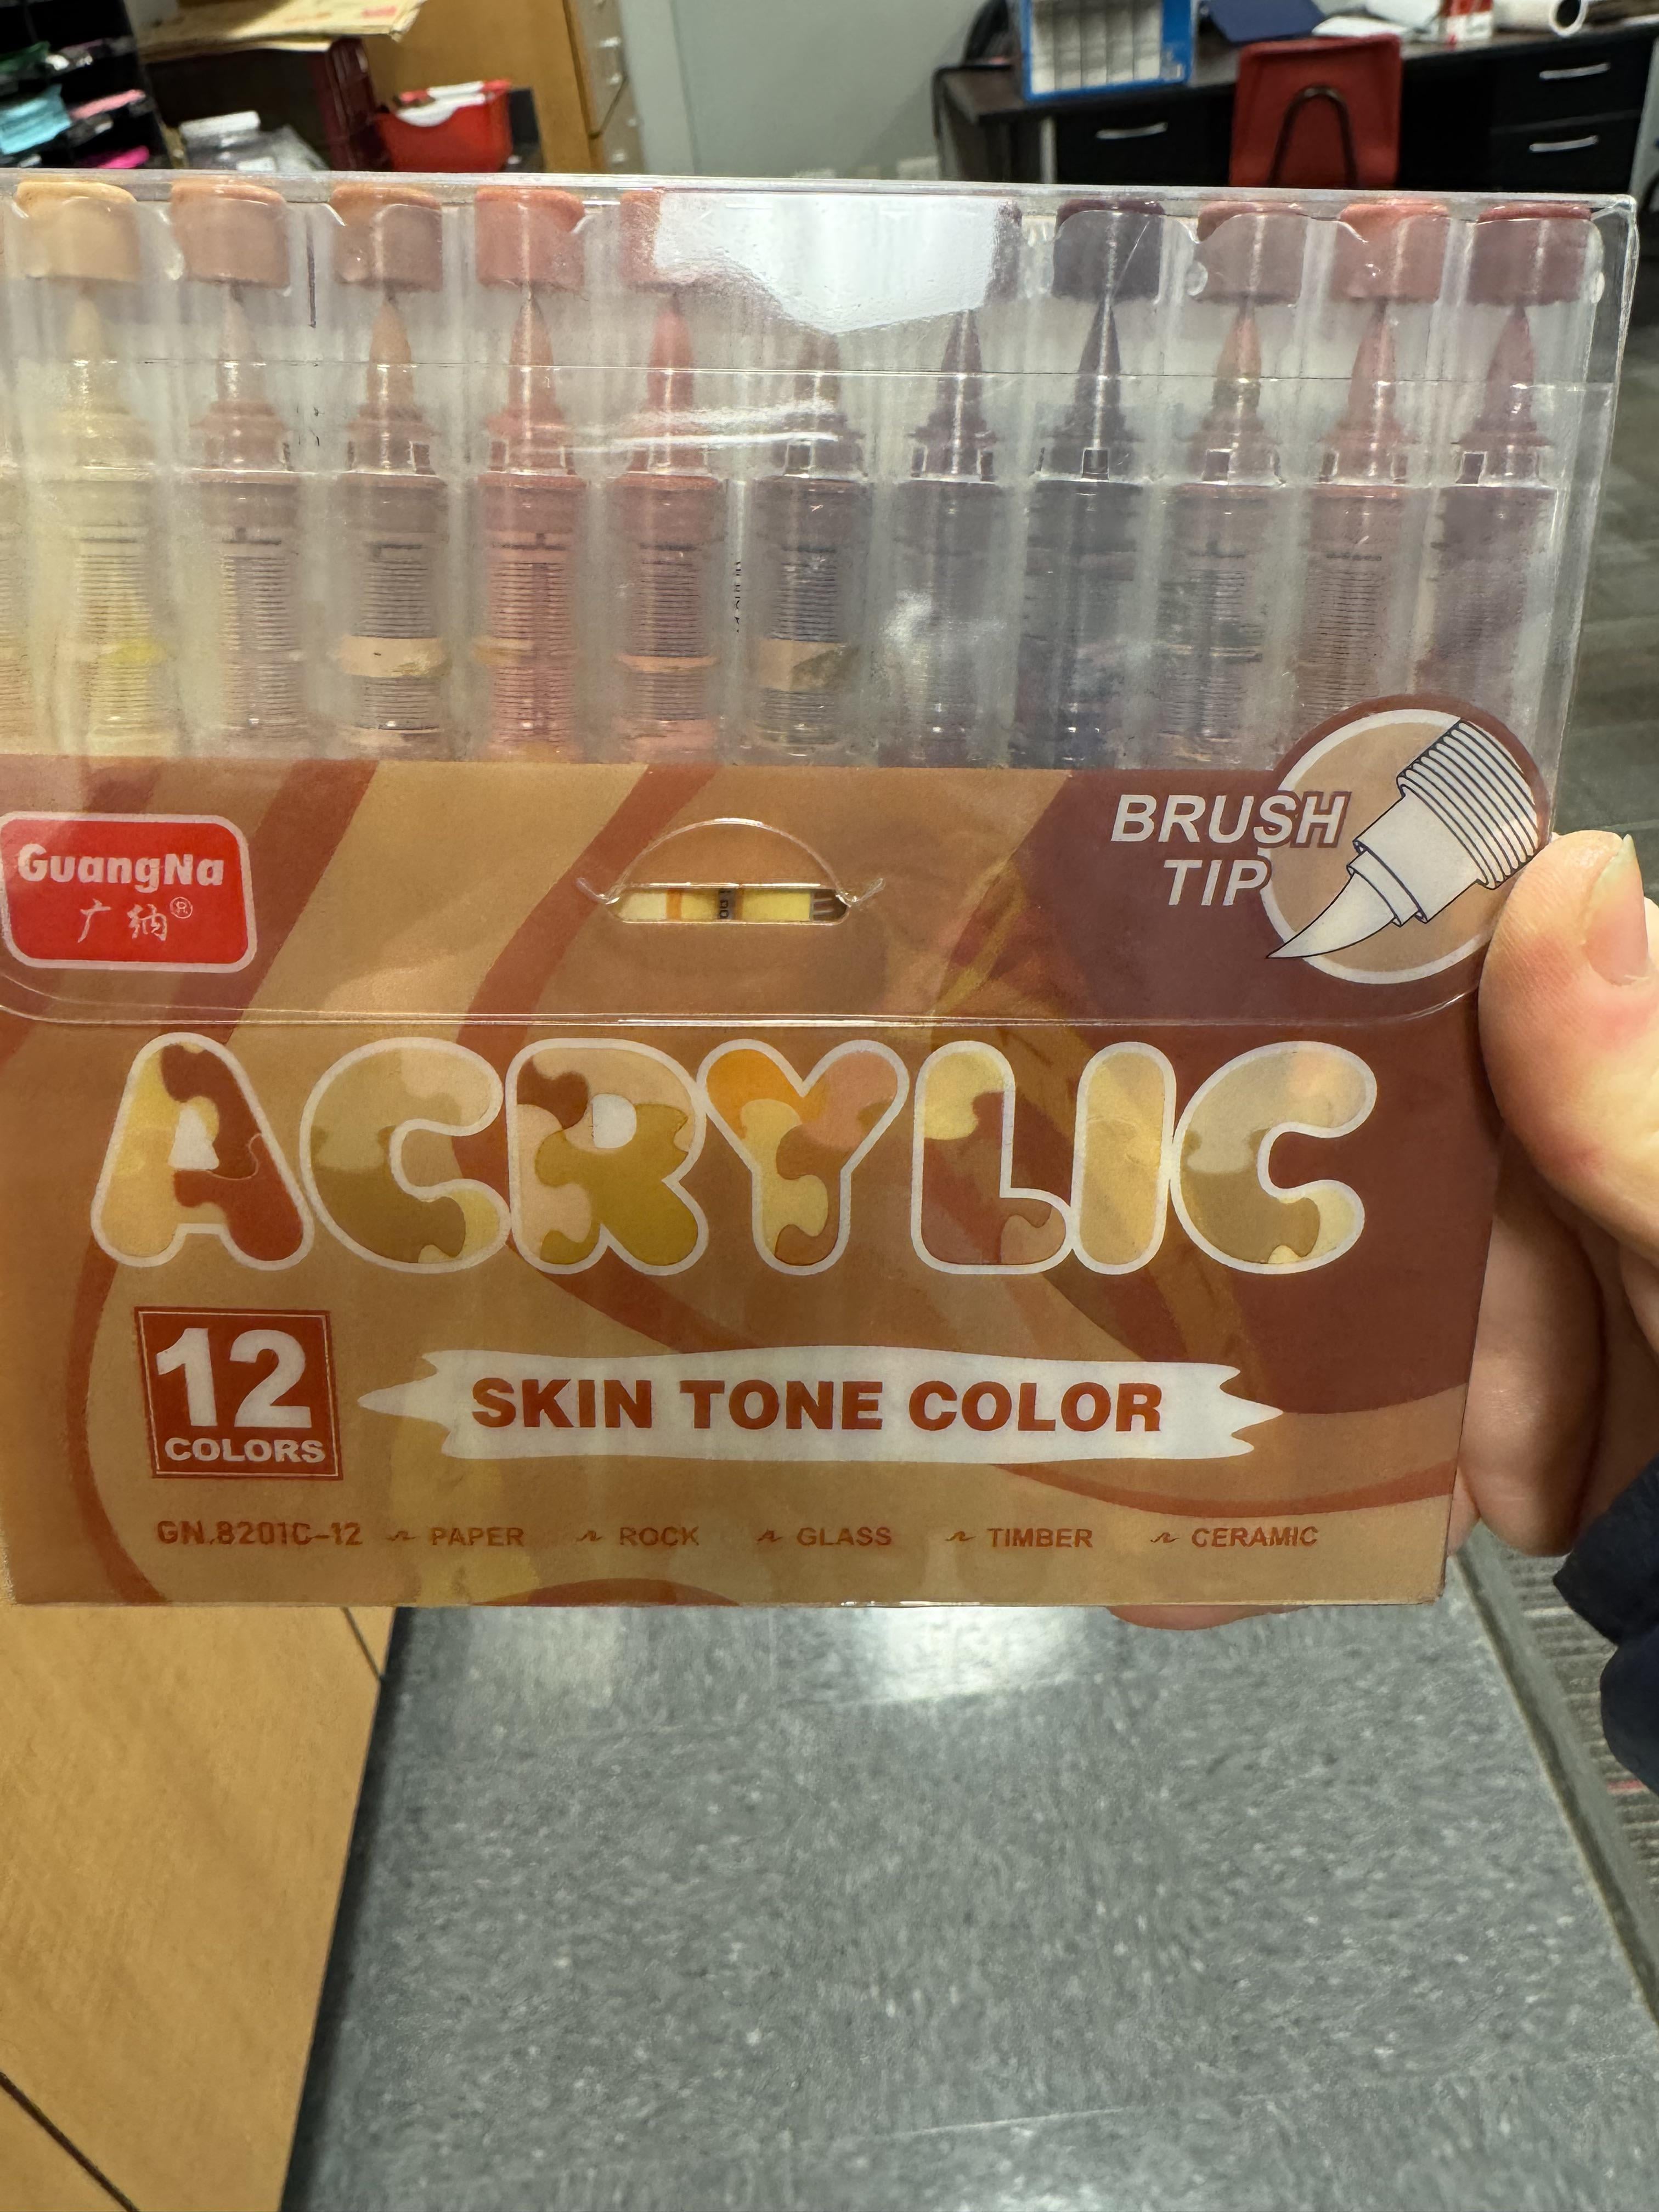 BRUSH
TIP
GuangNa
广纳®
ACRYLIC
12
COLORS
SKIN TONE COLOR
GN.8201C-12 PAPER ROCK GLASS TIMBER CERAMIC